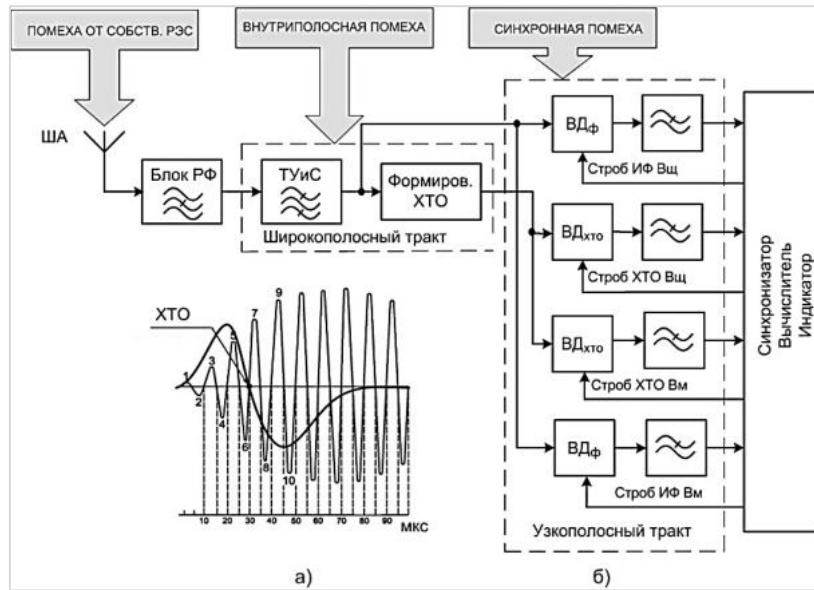 ПОМЕХА ОТ СОБСТВ. РЭС
ВНУТРИПОЛОСНАЯ ПОМЕХА
СИНХРОННАЯ ПОМЕХА
ША
Блок РФ
ТУиС
Формиров.
ХТО
Широкополосный тракт
ВДф
Строб ИФ Вщ
ВДхто
Строб ХТО Вщ
ВДхто
Строб ХТО Вм
ВДф
Строб ИФ Вм
Узкополосный тракт
Синхронизатор
Вычислитель
Индикатор
ХТО
1
2
3
4
5
6
7
8
9
10
10 20 30 40 50 60 70 80 90
мкс
а)
б)